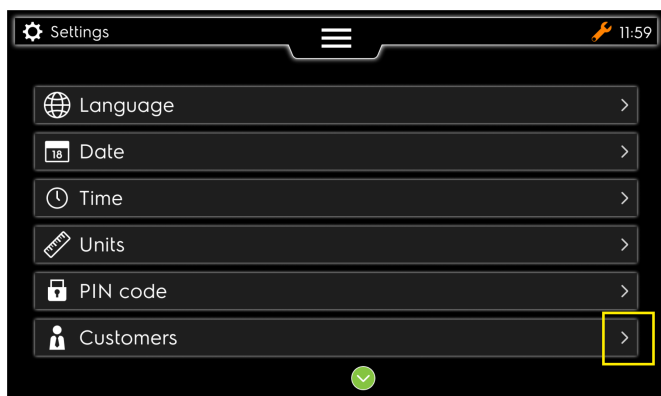 Settings
11:59
Language
18 Date
Time
Units
PIN code
Customers